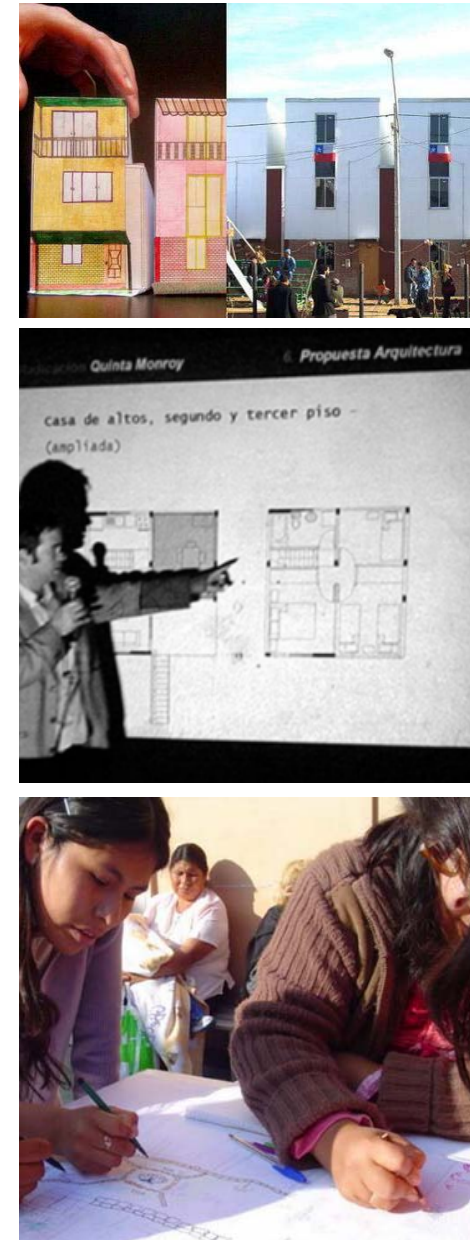 Quinta Monroy
6. Propuesta Arquitectura
Casa de altos, segundo y tercer piso -
(ampliada)